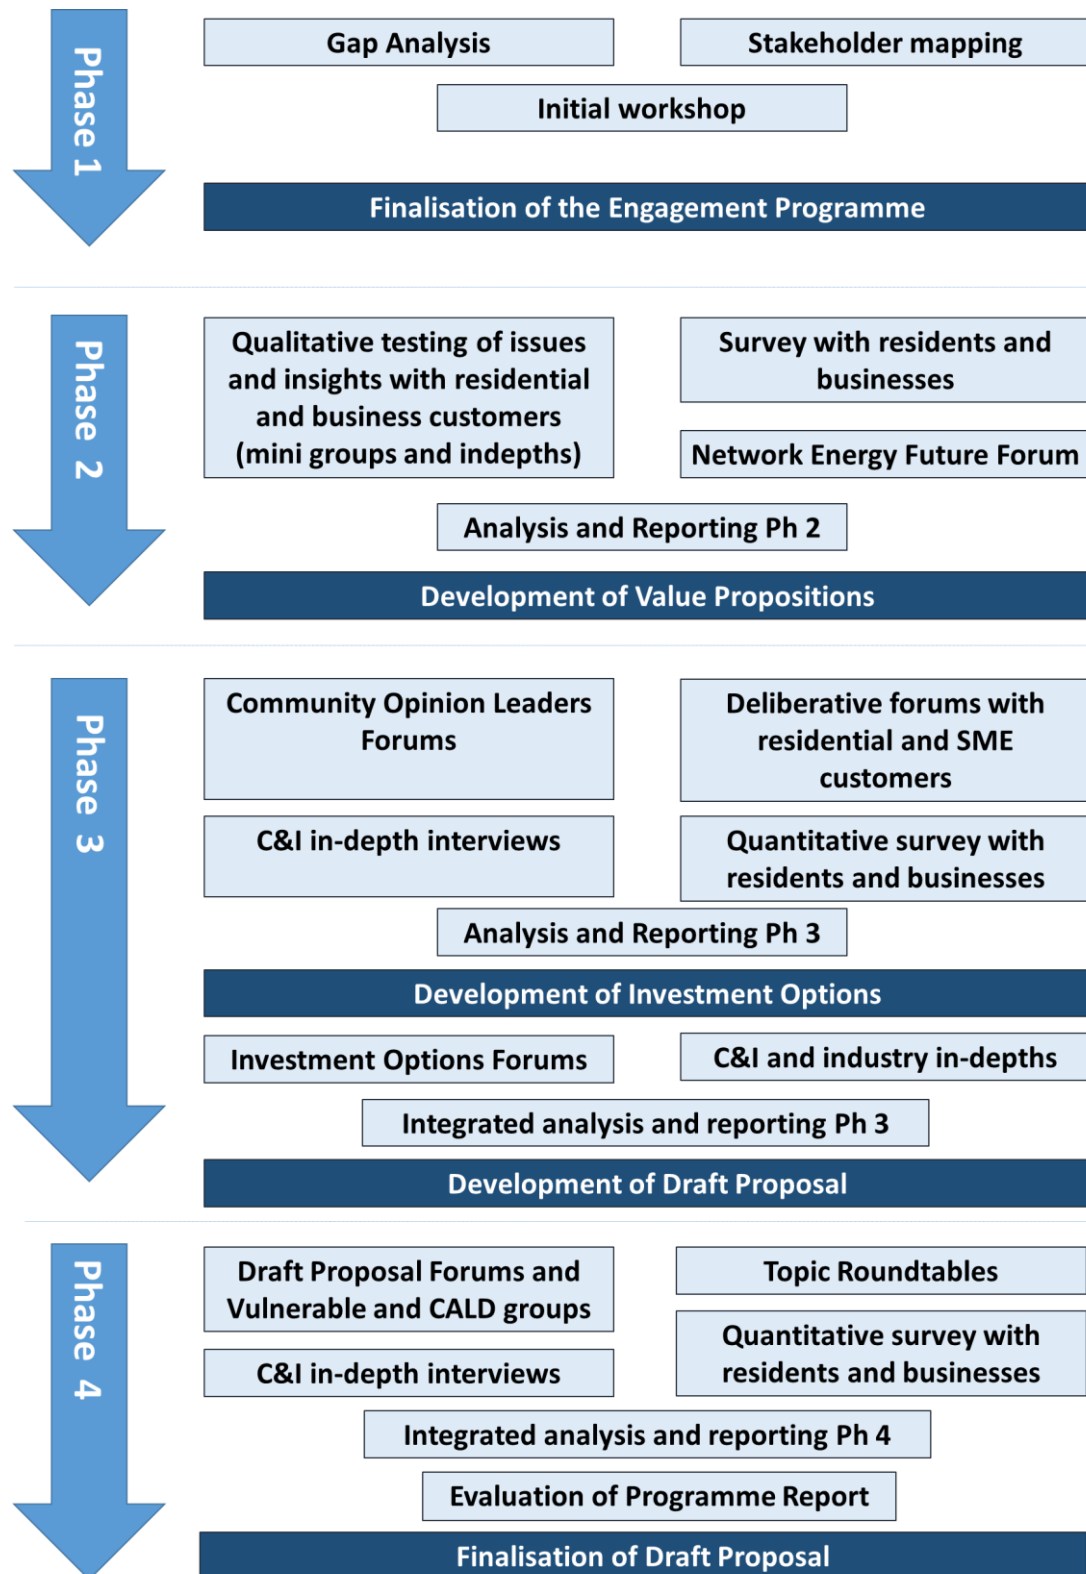 Phase 1
Gap Analysis
Stakeholder mapping
Initial workshop
Finalisation of the Engagement Programme
Phase 2
Qualitative testing of issues
and insights with residential
and business customers
(mini groups and indepths)
Survey with residents and
businesses
Network Energy Future Forum
Analysis and Reporting Ph 2
Development of Value Propositions
Phase 3
Community Opinion Leaders
Forums
Deliberative forums with
residential and SME
customers
C&I in-depth interviews
Quantitative survey with
residents and businesses
Analysis and Reporting Ph 3
Development of Investment Options
Investment Options Forums
C&I and industry in-depths
Integrated analysis and reporting Ph 3
Development of Draft Proposal
Phase 4
Draft Proposal Forums and
Vulnerable and CALD groups
Topic Roundtables
C&I in-depth interviews
Quantitative survey with
residents and businesses
Integrated analysis and reporting Ph 4
Evaluation of Programme Report
Finalisation of Draft Proposal